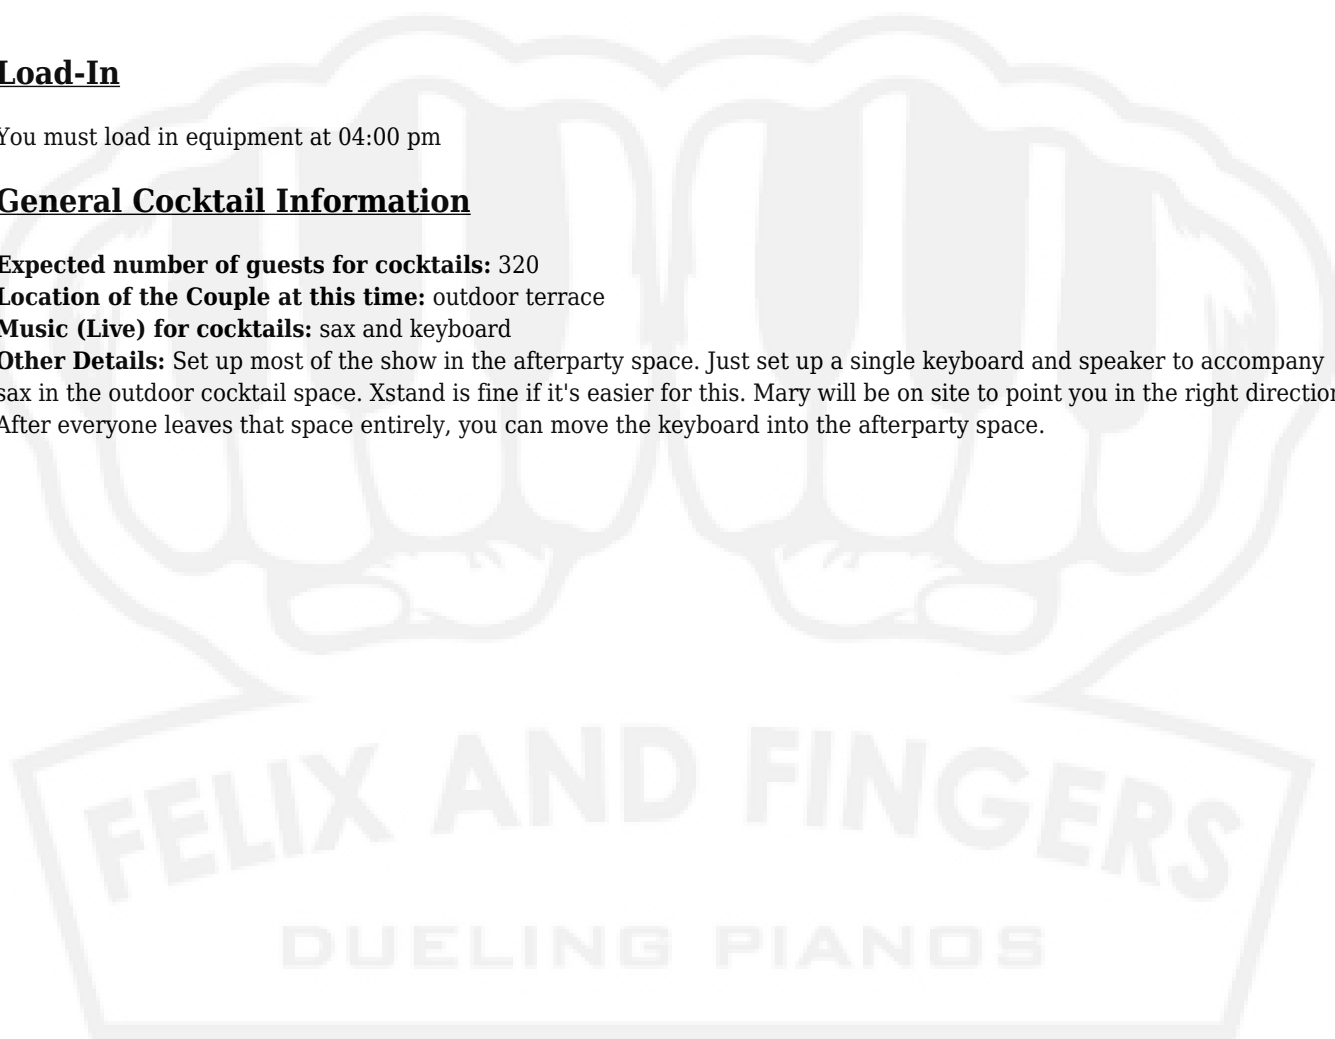 Load-In
You must load in equipment at 04:00 pm
General Cocktail Information
Expected number of guests for cocktails: 320
Location of the Couple at this time: outdoor terrace
Music (Live) for cocktails: sax and keyboard
Other Details: Set up most of the show in the afterparty space. Just set up a single keyboard and speaker to accompany
sax in the outdoor cocktail space. Xstand is fine if it's easier for this. Mary will be on site to point you in the right direction
After everyone leaves that space entirely, you can move the keyboard into the afterparty space.
FELIX AND FINGERS
DUELING PIANOS